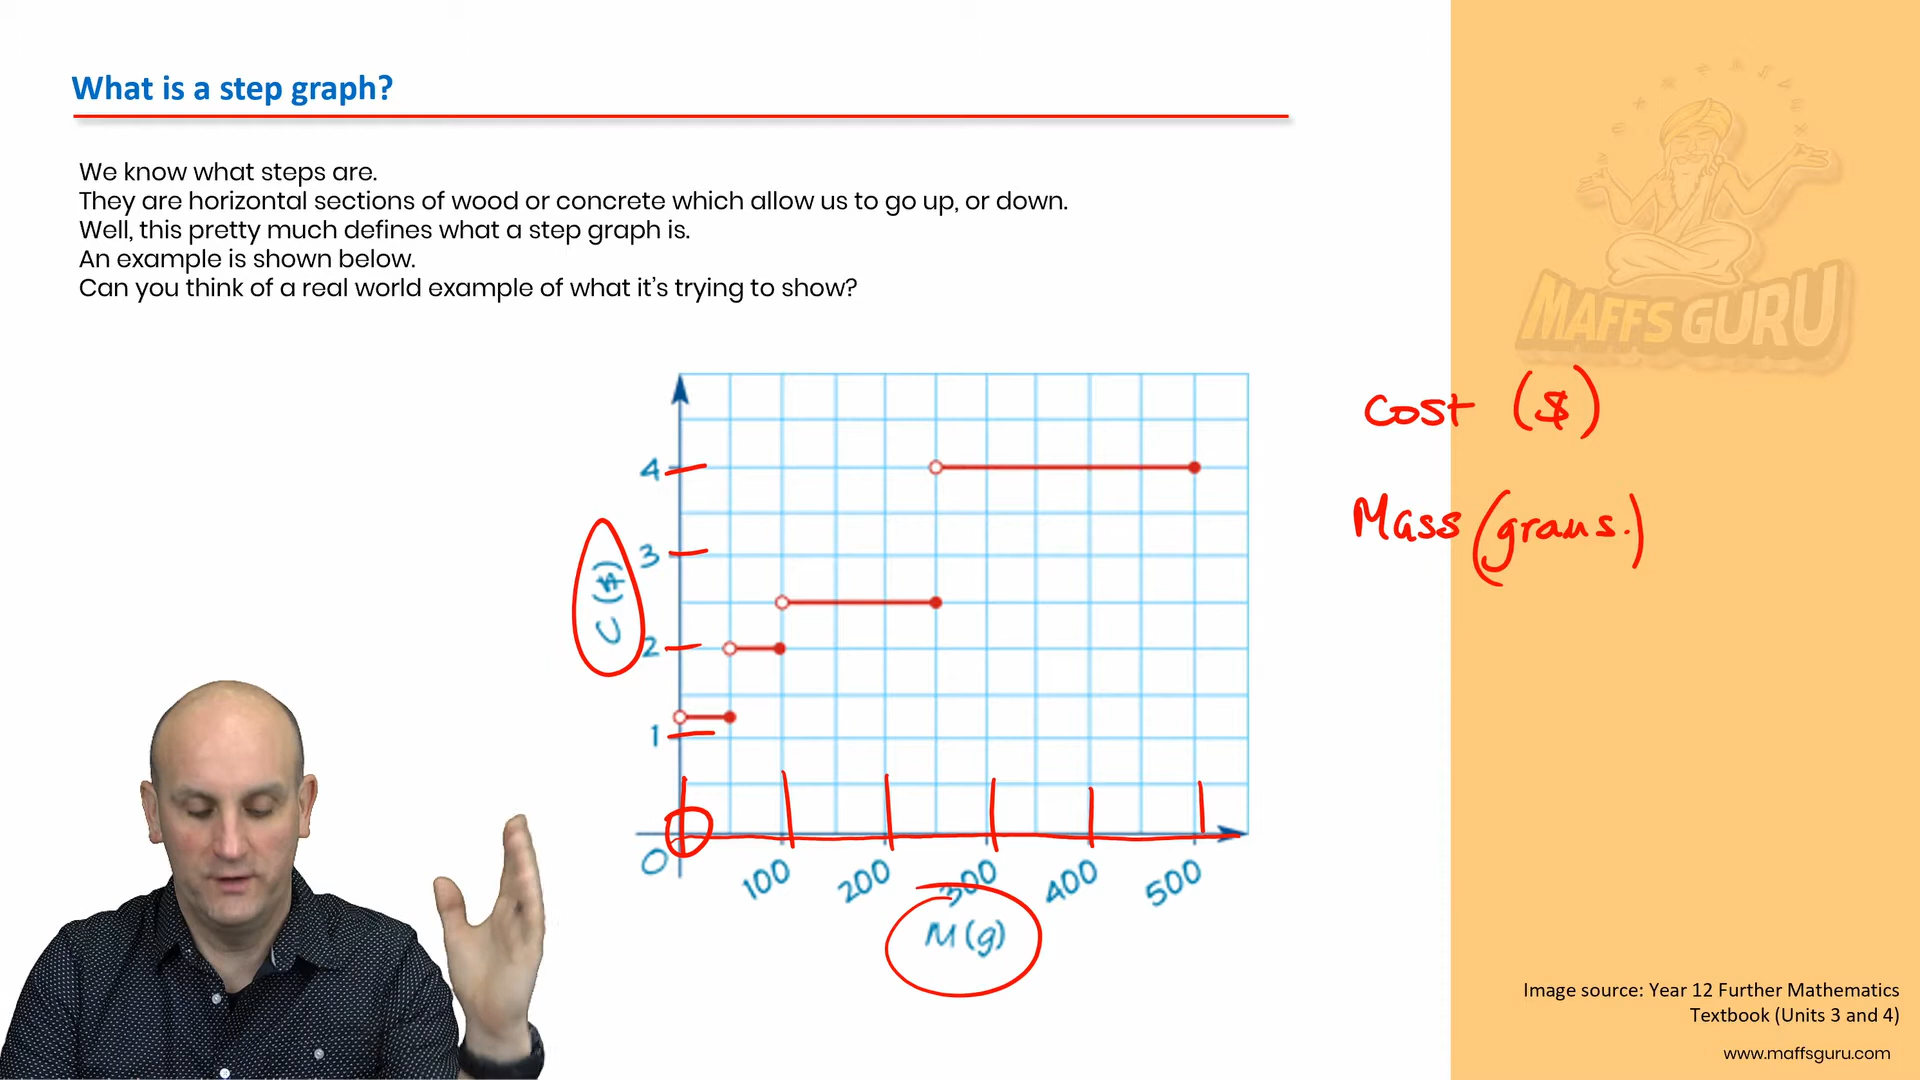 What is a step graph?
We know what steps are.
They are horizontal sections of wood or concrete which allow us to go up, or down.
Well, this pretty much defines what a step graph is.
An example is shown below.
Can you think of a real world example of what it's trying to show?
MAFFS GURU
Cost ($)
Mass (grams.)
C ($)
4
3
2
1
0
100
200
300
400
500
M (g)
Image source: Year 12 Further Mathematics
Textbook (Units 3 and 4)
www.maffsguru.com